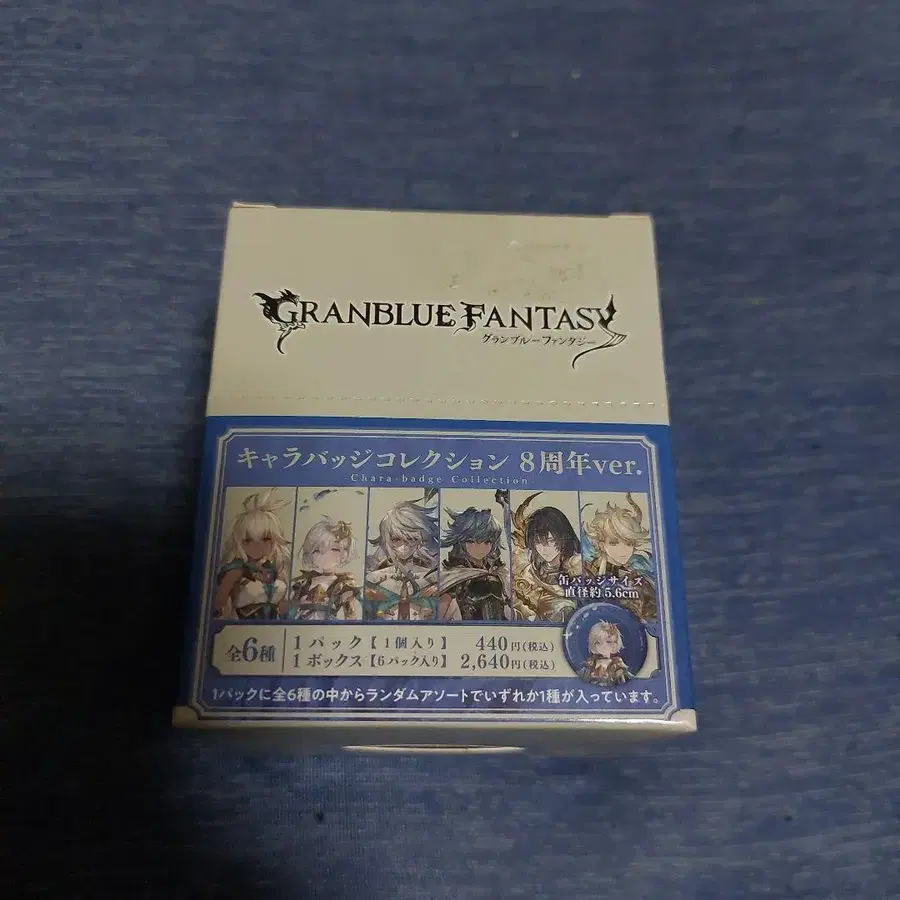 GRANBLUE FANTASY
グランブルーファンタジー
キャラバッジコレクション 8周年ver.
Chara-badge Collection
缶バッジサイズ
直径約5.6cm
全6種
1パック【1個入り】 440円(税込)
1ボックス【6パック入り】 2,640円(税込)
1パックに全6種の中からランダムアソートでいずれか1種が入っています。